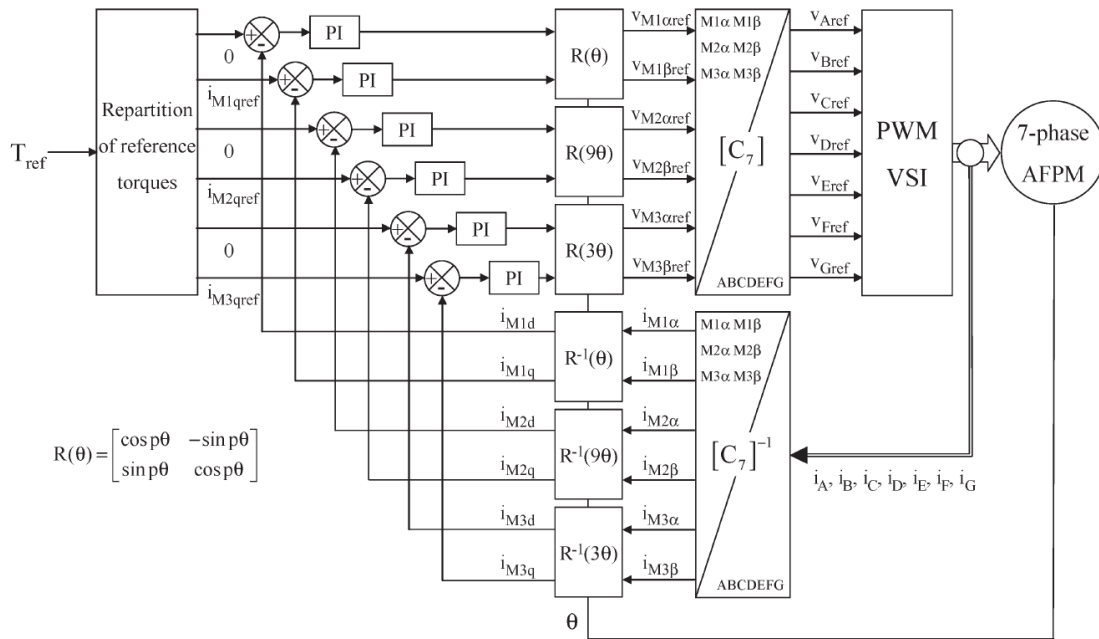 T_ref
Repartition
of reference
torques
0
i_M1qref
0
i_M2qref
0
i_M3qref
+
-
+
-
+
-
+
-
+
-
+
-
PI
PI
PI
PI
PI
PI
R(θ)
R(9θ)
R(3θ)
v_M1αref
v_M1βref
v_M2αref
v_M2βref
v_M3αref
v_M3βref
M1α M1β
M2α M2β
M3α M3β
[C_7]
ABCDEFG
v_Aref
v_Bref
v_Cref
v_Dref
v_Eref
v_Fref
v_Gref
PWM
VSI
7-phase
AFPM
i_M1d
i_M1q
i_M2d
i_M2q
i_M3d
i_M3q
R⁻¹(θ)
R⁻¹(9θ)
R⁻¹(3θ)
i_M1α
i_M1β
i_M2α
i_M2β
i_M3α
i_M3β
M1α M1β
M2α M2β
M3α M3β
[C_7]⁻¹
ABCDEFG
i_A, i_B, i_C, i_D, i_E, i_F, i_G
R(θ) = [cos pθ −sin pθ
sin pθ cos pθ]
θ